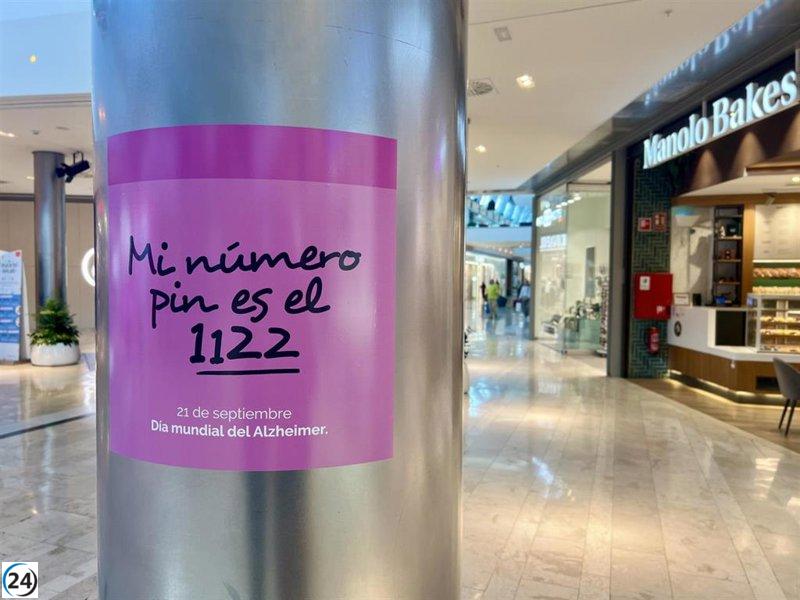 Mi número
pin es el
1122
21 de septiembre
Día mundial del Alzheimer.
Manolo Bakes
24